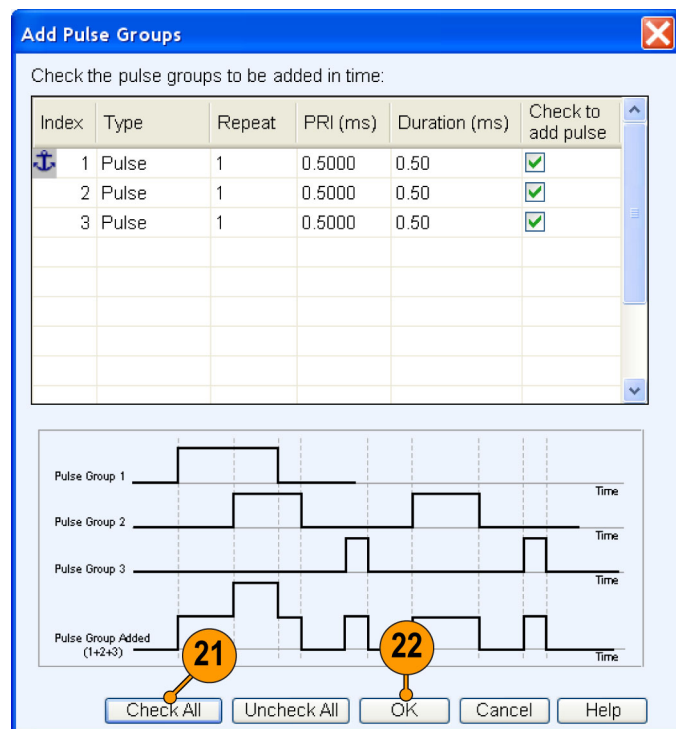 Add Pulse Groups
Check the pulse groups to be added in time:
Index Type Repeat PRI (ms) Duration (ms) Check to add pulse
1 Pulse 1 0.5000 0.50
2 Pulse 1 0.5000 0.50
3 Pulse 1 0.5000 0.50
Pulse Group 1
Time
Pulse Group 2
Time
Pulse Group 3
Time
Pulse Group Added
(1+2+3)
Time
21
22
Check All Uncheck All OK Cancel Help